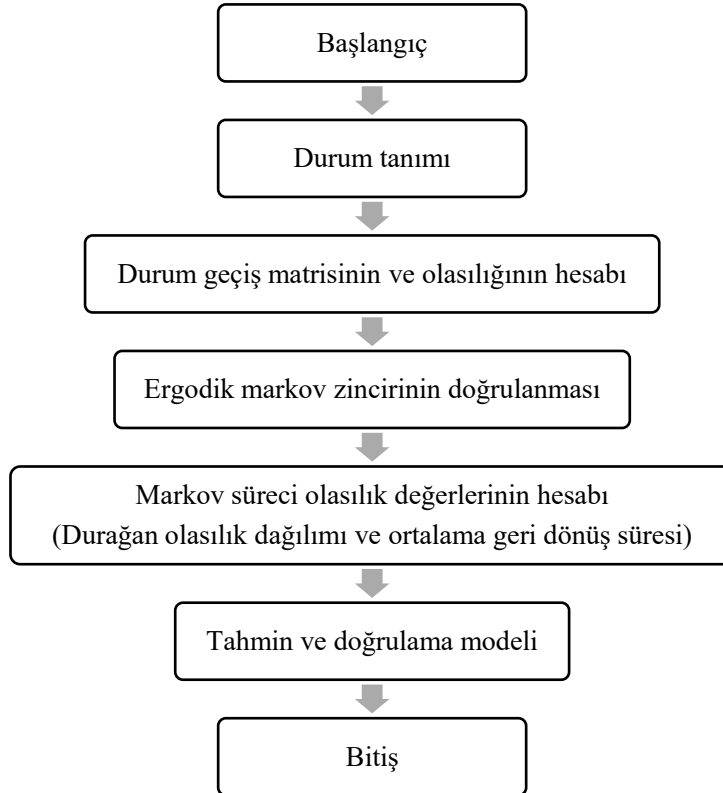 Başlangıç
Durum tanımı
Durum geçiş matrisinin ve olasılığının hesabı
Ergodik markov zincirinin doğrulanması
Markov süreci olasılık değerlerinin hesabı
(Durağan olasılık dağılımı ve ortalama geri dönüş süresi)
Tahmin ve doğrulama modeli
Bitiş